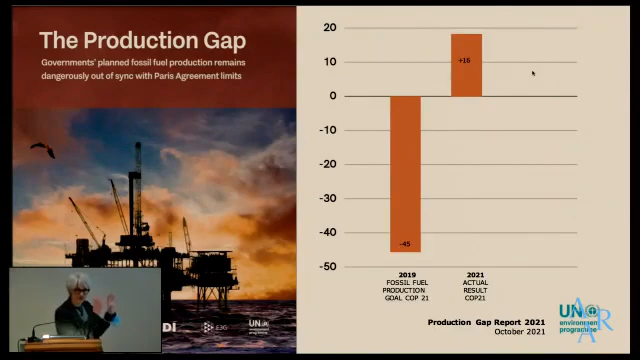 The Production Gap
Governments' planned fossil fuel production remains
dangerously out of sync with Paris Agreement limits
E3G
UN
20
10
0
-10
-20
-30
-40
-50
+16
-45
2019
FOSSIL FUEL
PRODUCTION
GOAL COP 21
2021
ACTUAL
RESULT
COP21
Production Gap Report 2021
October 2021
UN
environment
programme